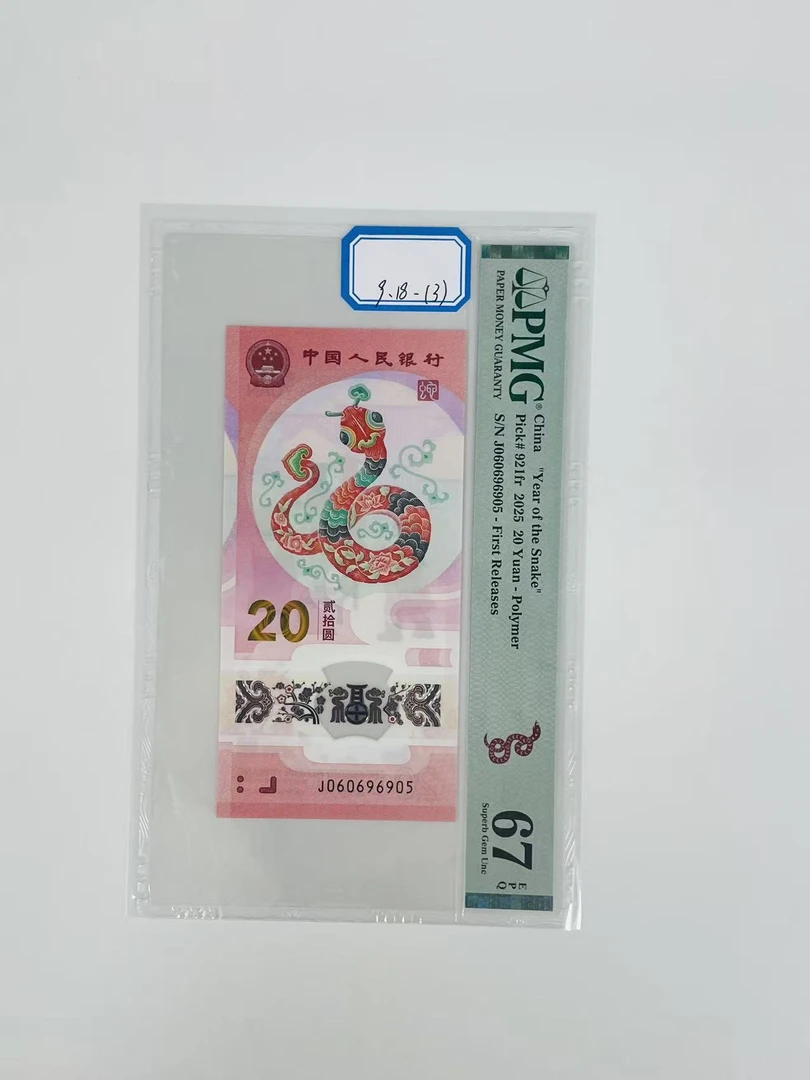 9.18-(3)
中国人民银行
20
贰拾圆
福
J060696905
PMG®
PAPER MONEY GUARANTY
China "Year of the Snake"
Pick# 921fr 2025 20 Yuan - Polymer
S/N J060696905 - First Releases
67
EPQ
Superb Gem Unc